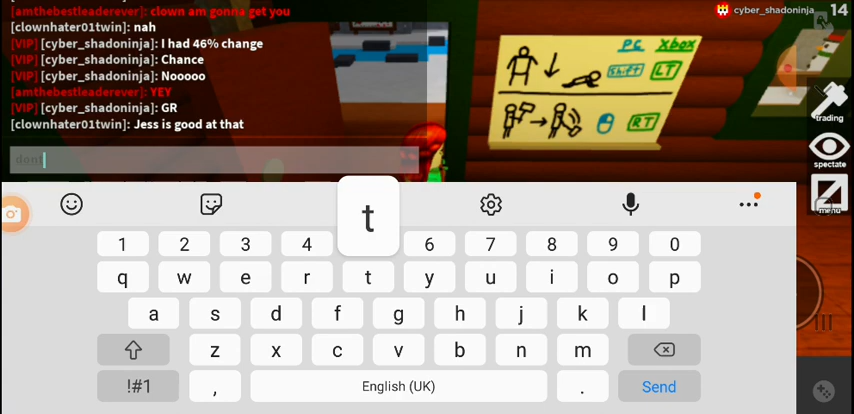 [amthebestleaderever]: clown am gonna get you
[clownhater01twin]: nah
[VIP] [cyber_shadoninja]: I had 46% change
[VIP] [cyber_shadoninja]: Chance
[VIP] [cyber_shadoninja]: Nooooo
[amthebestleaderever]: YEY
[VIP] [cyber_shadoninja]: GR
[clownhater01twin]: Jess is good at that
dont
cyber_shadoninja 14
PC Xbox
Shift LT
RT
trading
spectate
menu
t
1 2 3 4 6 7 8 9 0
q w e r t y u i o p
a s d f g h j k l
z x c v b n m
!#1 , English (UK) . Send